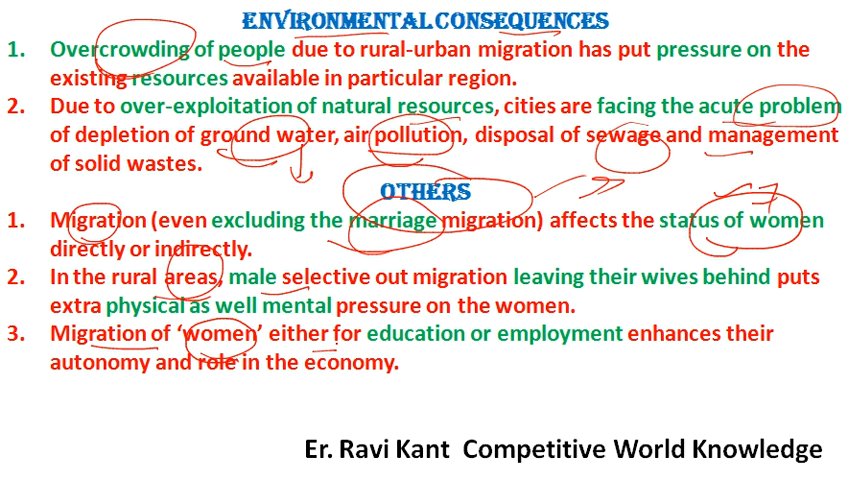 ENVIRONMENTAL CONSEQUENCES
1. Overcrowding of people due to rural-urban migration has put pressure on the
existing resources available in particular region.
2. Due to over-exploitation of natural resources, cities are facing the acute problem
of depletion of ground water, air pollution, disposal of sewage and management
of solid wastes.
OTHERS
1. Migration (even excluding the marriage migration) affects the status of women
directly or indirectly.
2. In the rural areas, male selective out migration leaving their wives behind puts
extra physical as well mental pressure on the women.
3. Migration of ‘women’ either for education or employment enhances their
autonomy and role in the economy.
Er. Ravi Kant Competitive World Knowledge